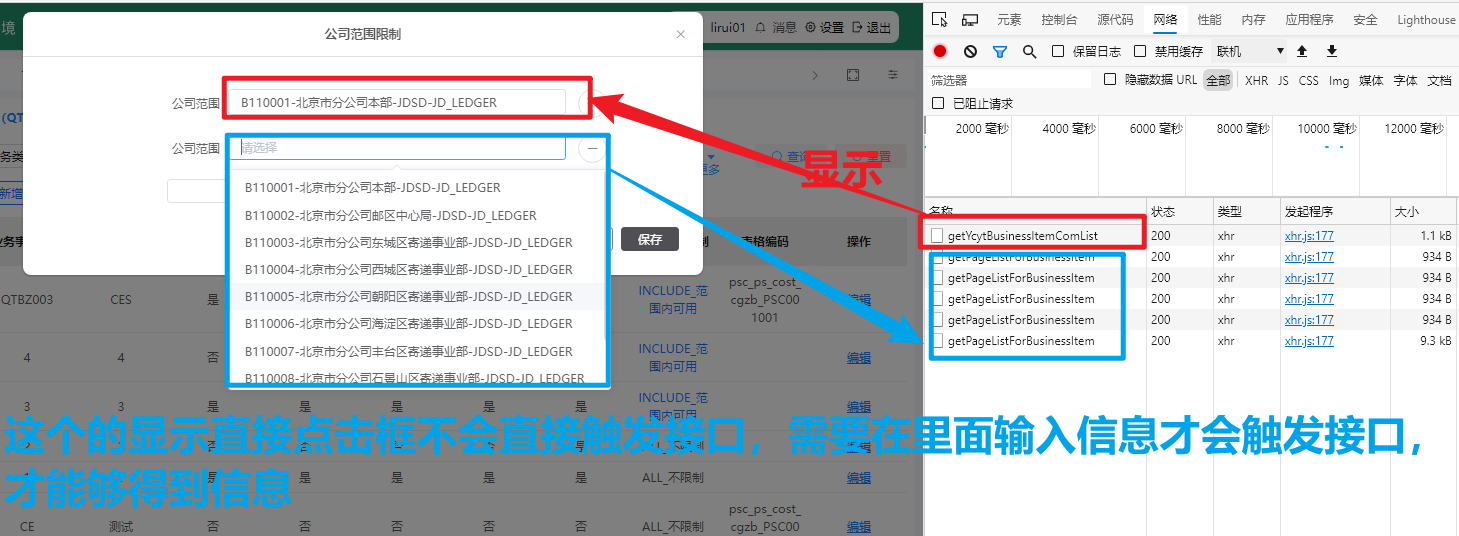 境
公司范围限制
lirui01 消息 设置 退出
元素 控制台 源代码 网络 性能 内存 应用程序 安全 Lighthouse
保留日志 禁用缓存 联机
筛选器 隐藏数据 URL 全部 XHR JS CSS Img 媒体 字体 文档
已阻止请求
2000 毫秒 4000 毫秒 6000 毫秒 8000 毫秒 10000 毫秒 12000 毫秒
公司范围 B110001-北京市分公司本部-JDSD-JD_LEDGER
公司范围 请选择
B110001-北京市分公司本部-JDSD-JD_LEDGER
B110002-北京市分公司邮区中心局-JDSD-JD_LEDGER
B110003-北京市分公司东城区寄递事业部-JDSD-JD_LEDGER
B110004-北京市分公司西城区寄递事业部-JDSD-JD_LEDGER
B110005-北京市分公司朝阳区寄递事业部-JDSD-JD_LEDGER
B110006-北京市分公司海淀区寄递事业部-JDSD-JD_LEDGER
B110007-北京市分公司丰台区寄递事业部-JDSD-JD_LEDGER
B110008-北京市分公司石景山区寄递事业部-JDSD-JD_LEDGER
保存
(QT
务类
新增
查询 重置
更多
显示
名称 状态 类型 发起程序 大小
getYcytBusinessItemComList 200 xhr xhr.js:177 1.1 kB
getPageListForBusinessItem 200 xhr xhr.js:177 934 B
getPageListForBusinessItem 200 xhr xhr.js:177 934 B
getPageListForBusinessItem 200 xhr xhr.js:177 934 B
getPageListForBusinessItem 200 xhr xhr.js:177 934 B
getPageListForBusinessItem 200 xhr xhr.js:177 9.3 kB
业务事 制 表格编码 操作
QTBZ003 CES 是 INCLUDE_范围内可用 psc_ps_cost_cgzb_PSC001001 编辑
4 4 否 INCLUDE_范围内可用 编辑
3 3 是 是 是 是 是 INCLUDE_范围内可用 编辑
ALL_不限制 编辑
1 1 是 是 是 是 是 ALL_不限制 编辑
CE 测试 否 否 否 否 否 ALL_不限制 psc_ps_cost_cgzb_PSC00 编辑
这个的显示直接点击框不会直接触发接口，需要在里面输入信息才会触发接口，
才能够得到信息